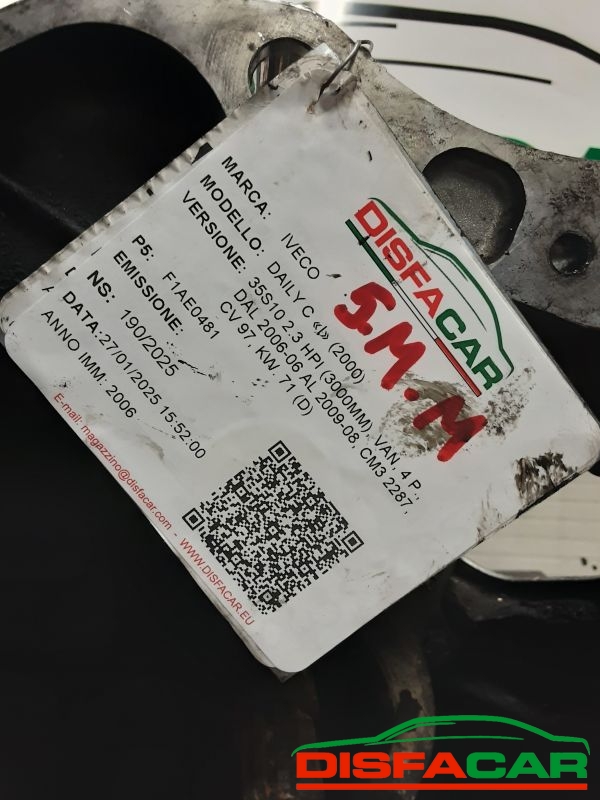 DISFACAR
MARCA: IVECO
MODELLO: DAILY C «I» (2000)
VERSIONE: 35S10 2.3 HPI (3000MM), VAN, 4 P.,
DAL 2006-06 AL 2009-08, CM3 2287,
CV 97, KW. 71 (D)
S.M.M
P5: F1AE0481
EMISSIONE:
NS: 190/2025
DATA:27/01/2025 15:52:00
ANNO IMM: 2006
E-mail: magazzino@disfacar.com - WWW.DISFACAR.EU
DISFACAR